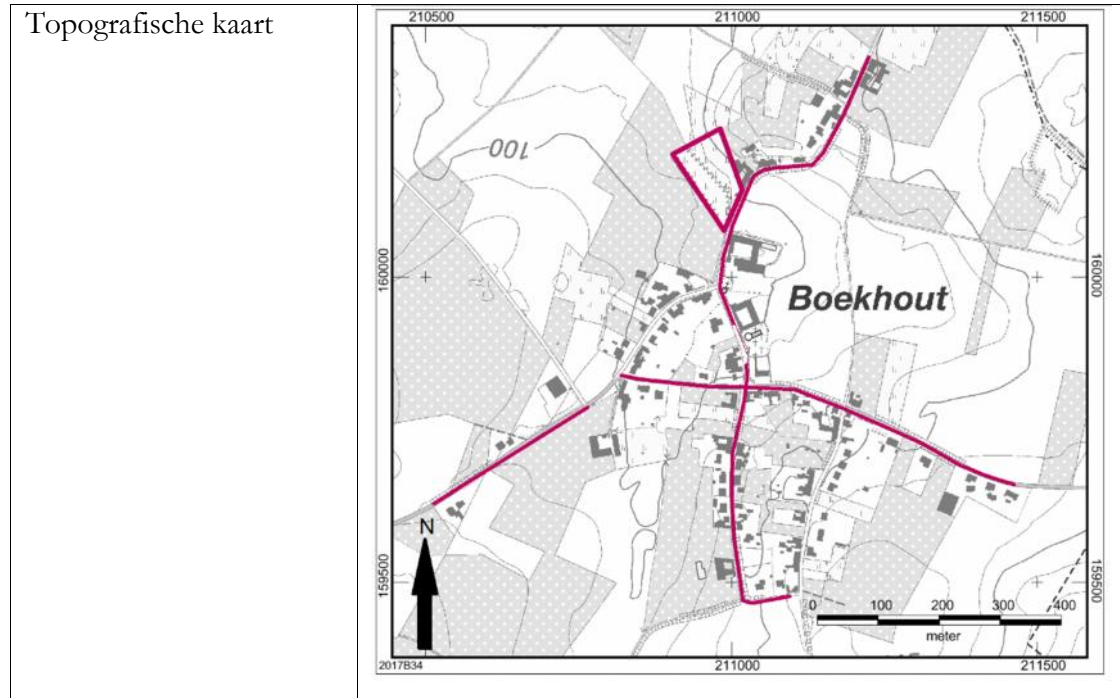 Topografische kaart
210500 211000 211500
100
160000 160000
Boekhout
N
159500 159500
0 100 200 300 400
meter
2017B34
211000 211500